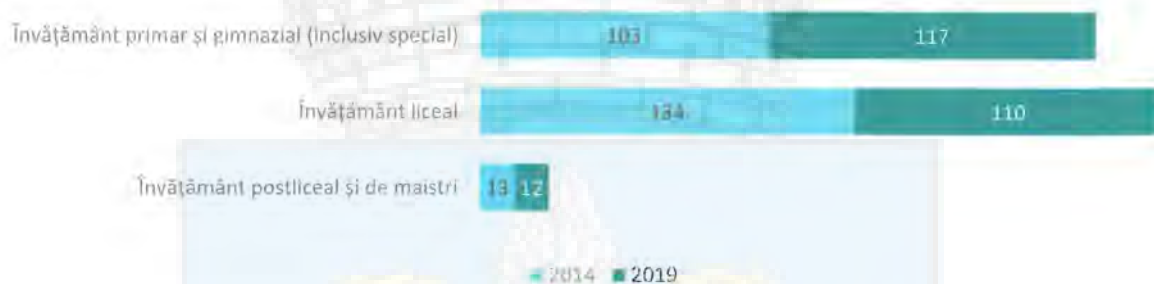 Învățământ primar și gimnazial (inclusiv special) 103 117
Învățământ liceal 134 110
Învățământ postliceal și de maistri 13 12
2014 2019